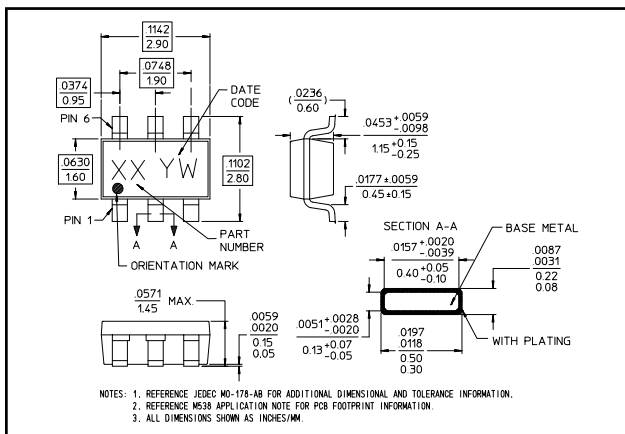 .1142
2.90
.0748
1.90
.0374
0.95
DATE
CODE
PIN 6
XX YW
.0630
1.60
.1102
2.80
PIN 1
A A
PART
NUMBER
ORIENTATION MARK
(.0236
0.60)
.0453 +.0059
-.0098
1.15 +0.15
-0.25
.0177 ±.0059
0.45 ±0.15
SECTION A-A
.0157 +.0020
-.0039
0.40 +0.05
-0.10
BASE METAL
.0087
.0031
0.22
0.08
WITH PLATING
.0571
1.45 MAX.
.0059
.0020
0.15
0.05
.0051 +.0028
-.0020
0.13 +0.07
-0.05
.0197
.0118
0.50
0.30
NOTES: 1. REFERENCE JEDEC MO-178-AB FOR ADDITIONAL DIMENSIONAL AND TOLERANCE INFORMATION.
2. REFERENCE M538 APPLICATION NOTE FOR PCB FOOTPRINT INFORMATION.
3. ALL DIMENSIONS SHOWN AS INCHES/MM.